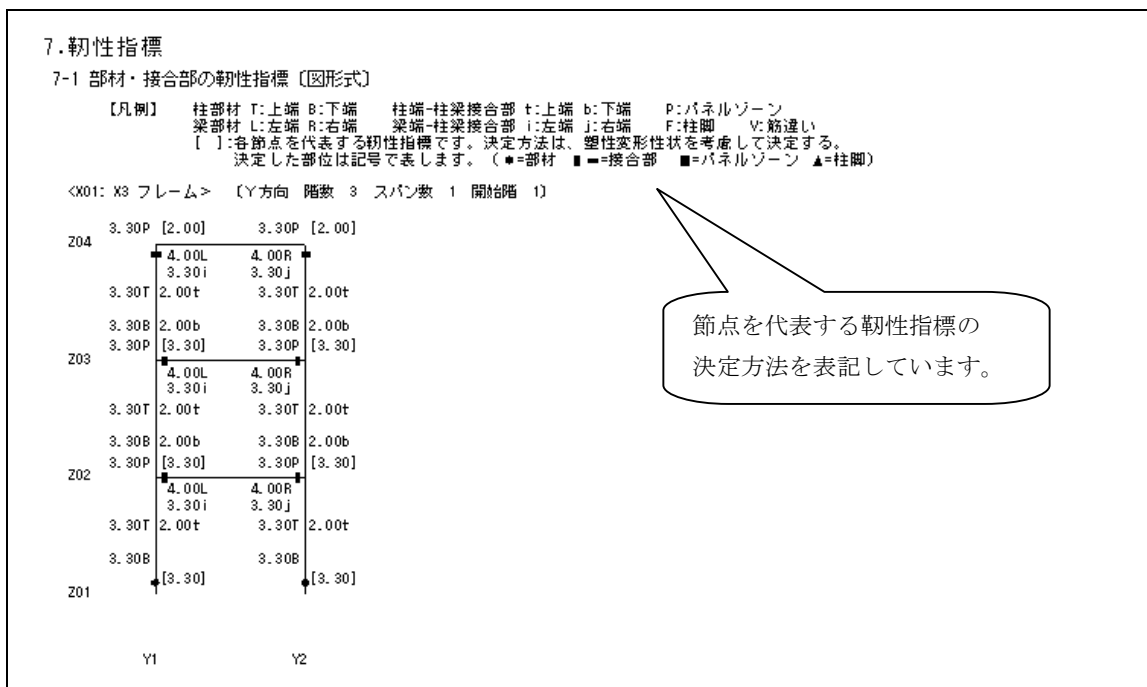 7.靭性指標
7-1 部材・接合部の靭性指標〔図形式〕
【凡例】 柱部材 T:上端 B:下端 柱端-柱梁接合部 t:上端 b:下端 P:パネルゾーン
梁部材 L:左端 R:右端 梁端-柱梁接合部 i:左端 j:右端 F:柱脚 V:筋違い
[ ]:各節点を代表する靭性指標です。決定方法は、塑性変形性状を考慮して決定する。
決定した部位は記号で表します。(●=部材 ▮▬=接合部 ■=パネルゾーン ▲=柱脚)
<X01: X3 フレーム> 〔Y方向 階数 3 スパン数 1 開始階 1〕
3.30P [2.00] 3.30P [2.00]
Z04
4.00L 4.00R
3.30i 3.30j
3.30T 2.00t 3.30T 2.00t
3.30B 2.00b 3.30B 2.00b
3.30P [3.30] 3.30P [3.30]
Z03
4.00L 4.00R
3.30i 3.30j
3.30T 2.00t 3.30T 2.00t
3.30B 2.00b 3.30B 2.00b
3.30P [3.30] 3.30P [3.30]
Z02
4.00L 4.00R
3.30i 3.30j
3.30T 2.00t 3.30T 2.00t
3.30B 3.30B
[3.30] [3.30]
Z01
Y1 Y2
節点を代表する靭性指標の
決定方法を表記しています。